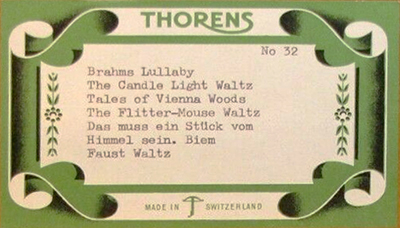 THORENS
No 32
Brahms Lullaby
The Candle Light Waltz
Tales of Vienna Woods
The Flitter-Mouse Waltz
Das muss ein Stück vom
Himmel sein. Biem
Faust Waltz
MADE IN SWITZERLAND